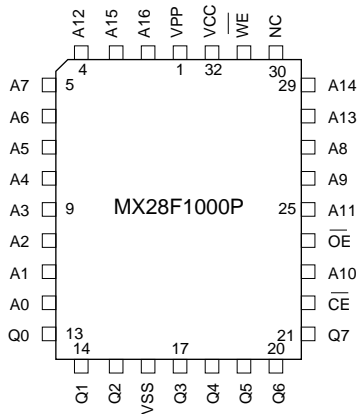 A12 A15 A16 VPP VCC WE NC
4 1 32 30
A7 5 29 A14
A6 A13
A5 A8
A4 A9
A3 9 MX28F1000P 25 A11
A2 OE
A1 A10
A0 CE
Q0 13 21 Q7
14 17 20
Q1 Q2 VSS Q3 Q4 Q5 Q6